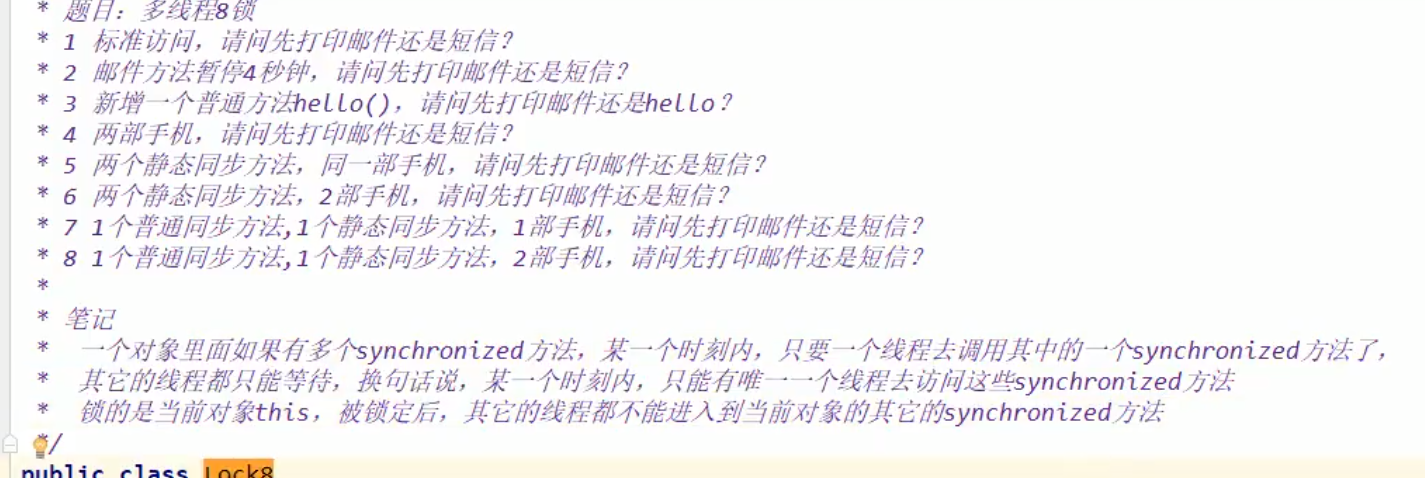 * 题目：多线程8锁
* 1 标准访问，请问先打印邮件还是短信？
* 2 邮件方法暂停4秒钟，请问先打印邮件还是短信？
* 3 新增一个普通方法hello()，请问先打印邮件还是hello？
* 4 两部手机，请问先打印邮件还是短信？
* 5 两个静态同步方法，同一部手机，请问先打印邮件还是短信？
* 6 两个静态同步方法，2部手机，请问先打印邮件还是短信？
* 7 1个普通同步方法,1个静态同步方法，1部手机，请问先打印邮件还是短信？
* 8 1个普通同步方法,1个静态同步方法，2部手机，请问先打印邮件还是短信？
*
* 笔记
* 一个对象里面如果有多个synchronized方法，某一个时刻内，只要一个线程去调用其中的一个synchronized方法了，
* 其它的线程都只能等待，换句话说，某一个时刻内，只能有唯一一个线程去访问这些synchronized方法
* 锁的是当前对象this，被锁定后，其它的线程都不能进入到当前对象的其它的synchronized方法
*/
public class Lock8